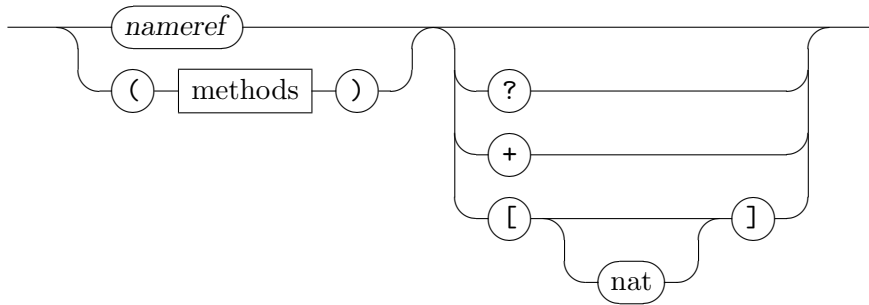 nameref
( methods ) ?
+
[ ]
nat